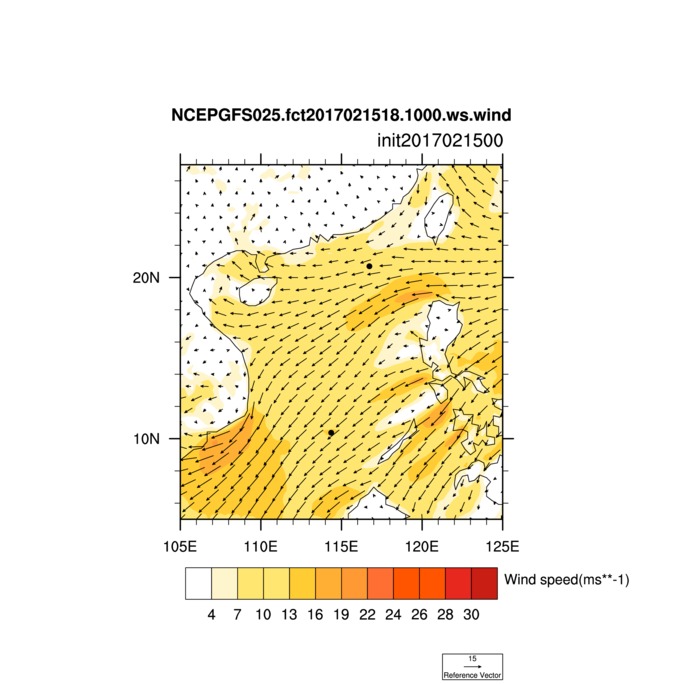 NCEPGFS025.fct2017021518.1000.ws.wind
init2017021500
20N
10N
105E 110E 115E 120E 125E
Wind speed(ms**-1)
4 7 10 13 16 19 22 24 26 28 30
15
Reference Vector